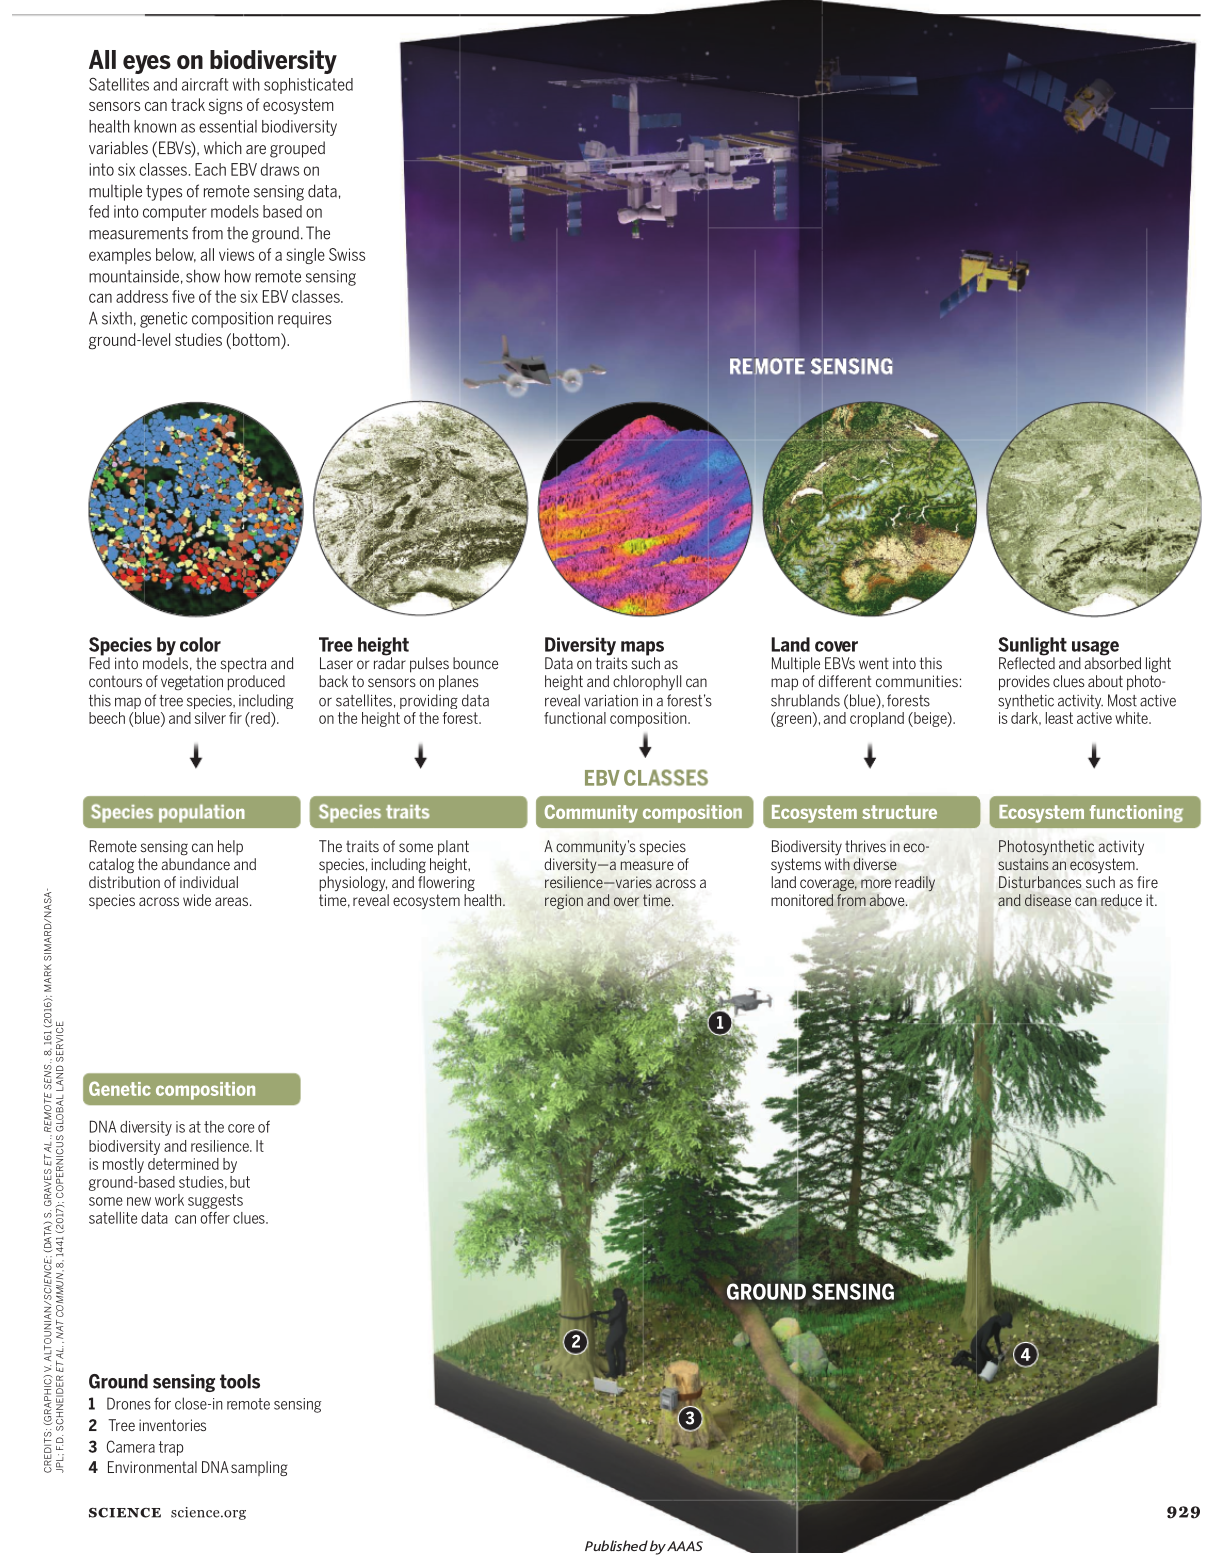 All eyes on biodiversity
Satellites and aircraft with sophisticated
sensors can track signs of ecosystem
health known as essential biodiversity
variables (EBVs), which are grouped
into six classes. Each EBV draws on
multiple types of remote sensing data,
fed into computer models based on
measurements from the ground. The
examples below, all views of a single Swiss
mountainside, show how remote sensing
can address five of the six EBV classes.
A sixth, genetic composition requires
ground-level studies (bottom).
REMOTE SENSING
Species by color
Fed into models, the spectra and
contours of vegetation produced
this map of tree species, including
beech (blue) and silver fir (red).
Tree height
Laser or radar pulses bounce
back to sensors on planes
or satellites, providing data
on the height of the forest.
Diversity maps
Data on traits such as
height and chlorophyll can
reveal variation in a forest's
functional composition.
Land cover
Multiple EBVs went into this
map of different communities:
shrublands (blue), forests
(green), and cropland (beige).
Sunlight usage
Reflected and absorbed light
provides clues about photo-
synthetic activity. Most active
is dark, least active white.
EBV CLASSES
Species population
Remote sensing can help
catalog the abundance and
distribution of individual
species across wide areas.
Species traits
The traits of some plant
species, including height,
physiology, and flowering
time, reveal ecosystem health.
Community composition
A community's species
diversity—a measure of
resilience—varies across a
region and over time.
Ecosystem structure
Biodiversity thrives in eco-
systems with diverse
land coverage, more readily
monitored from above.
Ecosystem functioning
Photosynthetic activity
sustains an ecosystem.
Disturbances such as fire
and disease can reduce it.
1
Genetic composition
DNA diversity is at the core of
biodiversity and resilience. It
is mostly determined by
ground-based studies, but
some new work suggests
satellite data can offer clues.
GROUND SENSING
2
3
4
Ground sensing tools
1 Drones for close-in remote sensing
2 Tree inventories
3 Camera trap
4 Environmental DNA sampling
CREDITS: (GRAPHIC) V. ALTOUNIAN/SCIENCE; (DATA) S. GRAVES ET AL., REMOTE SENS., 8, 161 (2016); MARK SIMARD/NASA-
JPL; F.D. SCHNEIDER ET AL., NAT COMMUN, 8, 1441 (2017); COPERNICUS GLOBAL LAND SERVICE
SCIENCE science.org
929
Published by AAAS